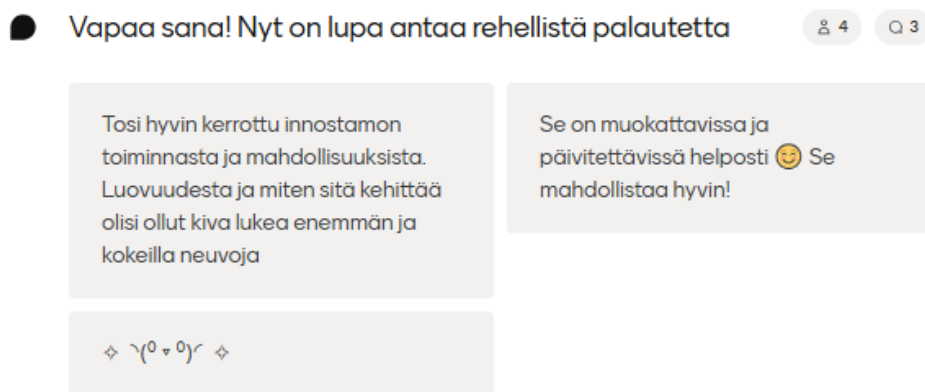 Vapaa sana! Nyt on lupa antaa rehellistä palautetta
4
3
Tosi hyvin kerrottu innostamon
toiminnasta ja mahdollisuuksista.
Luovuudesta ja miten sitä kehittää
olisi ollut kiva lukea enemmän ja
kokeilla neuvoja
Se on muokattavissa ja
päivitettävissä helposti 😊 Se
mahdollistaa hyvin!
✧ ヽ(⁰ ▿ ⁰)ノ ✧